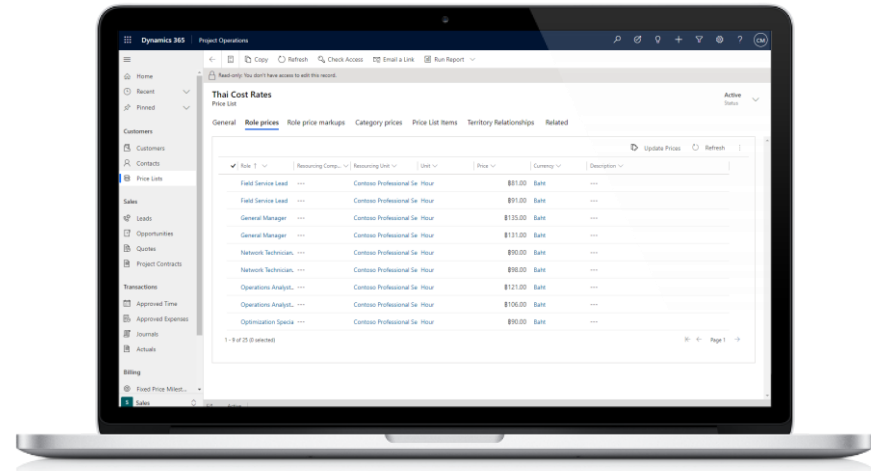 Dynamics 365 Project Operations CM
Copy Refresh Check Access Email a Link Run Report
Read-only: You don't have access to edit this record.
Home
Recent
Pinned
Customers
Customers
Contacts
Price Lists
Sales
Leads
Opportunities
Quotes
Project Contracts
Transactions
Approved Time
Approved Expenses
Journals
Actuals
Billing
Fixed Price Milest...
S Sales
Thai Cost Rates
Price List
Active
Status
General Role prices Role price markups Category prices Price List Items Territory Relationships Related
Update Prices Refresh
Role Resourcing Comp... Resourcing Unit Unit Price Currency Description
Field Service Lead --- Contoso Professional Se Hour ฿81.00 Baht ---
Field Service Lead --- Contoso Professional Se Hour ฿91.00 Baht ---
General Manager --- Contoso Professional Se Hour ฿135.00 Baht ---
General Manager --- Contoso Professional Se Hour ฿131.00 Baht ---
Network Technician. --- Contoso Professional Se Hour ฿90.00 Baht ---
Network Technician. --- Contoso Professional Se Hour ฿98.00 Baht ---
Operations Analyst.. --- Contoso Professional Se Hour ฿121.00 Baht ---
Operations Analyst.. --- Contoso Professional Se Hour ฿106.00 Baht ---
Optimization Specia --- Contoso Professional Se Hour ฿90.00 Baht ---
1 - 9 of 25 (0 selected) Page 1
Active